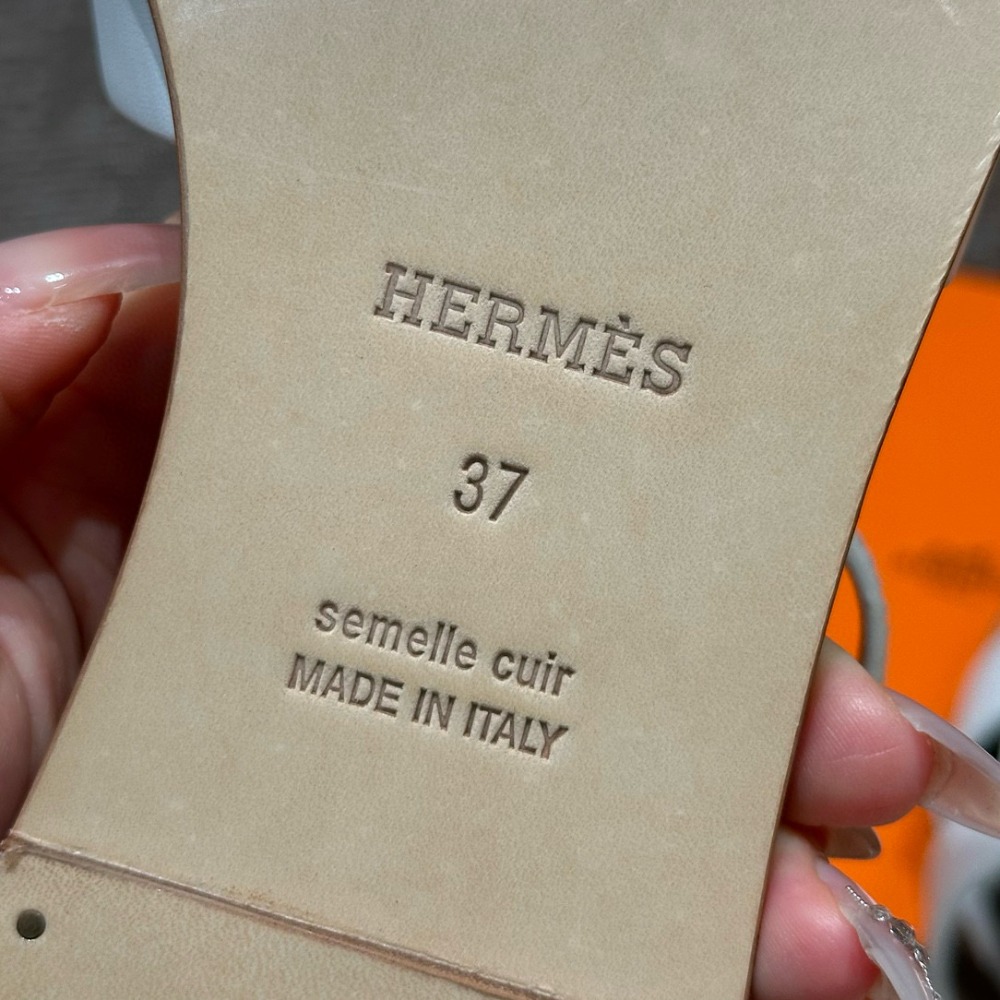 HERMÈS
37
semelle cuir
MADE IN ITALY